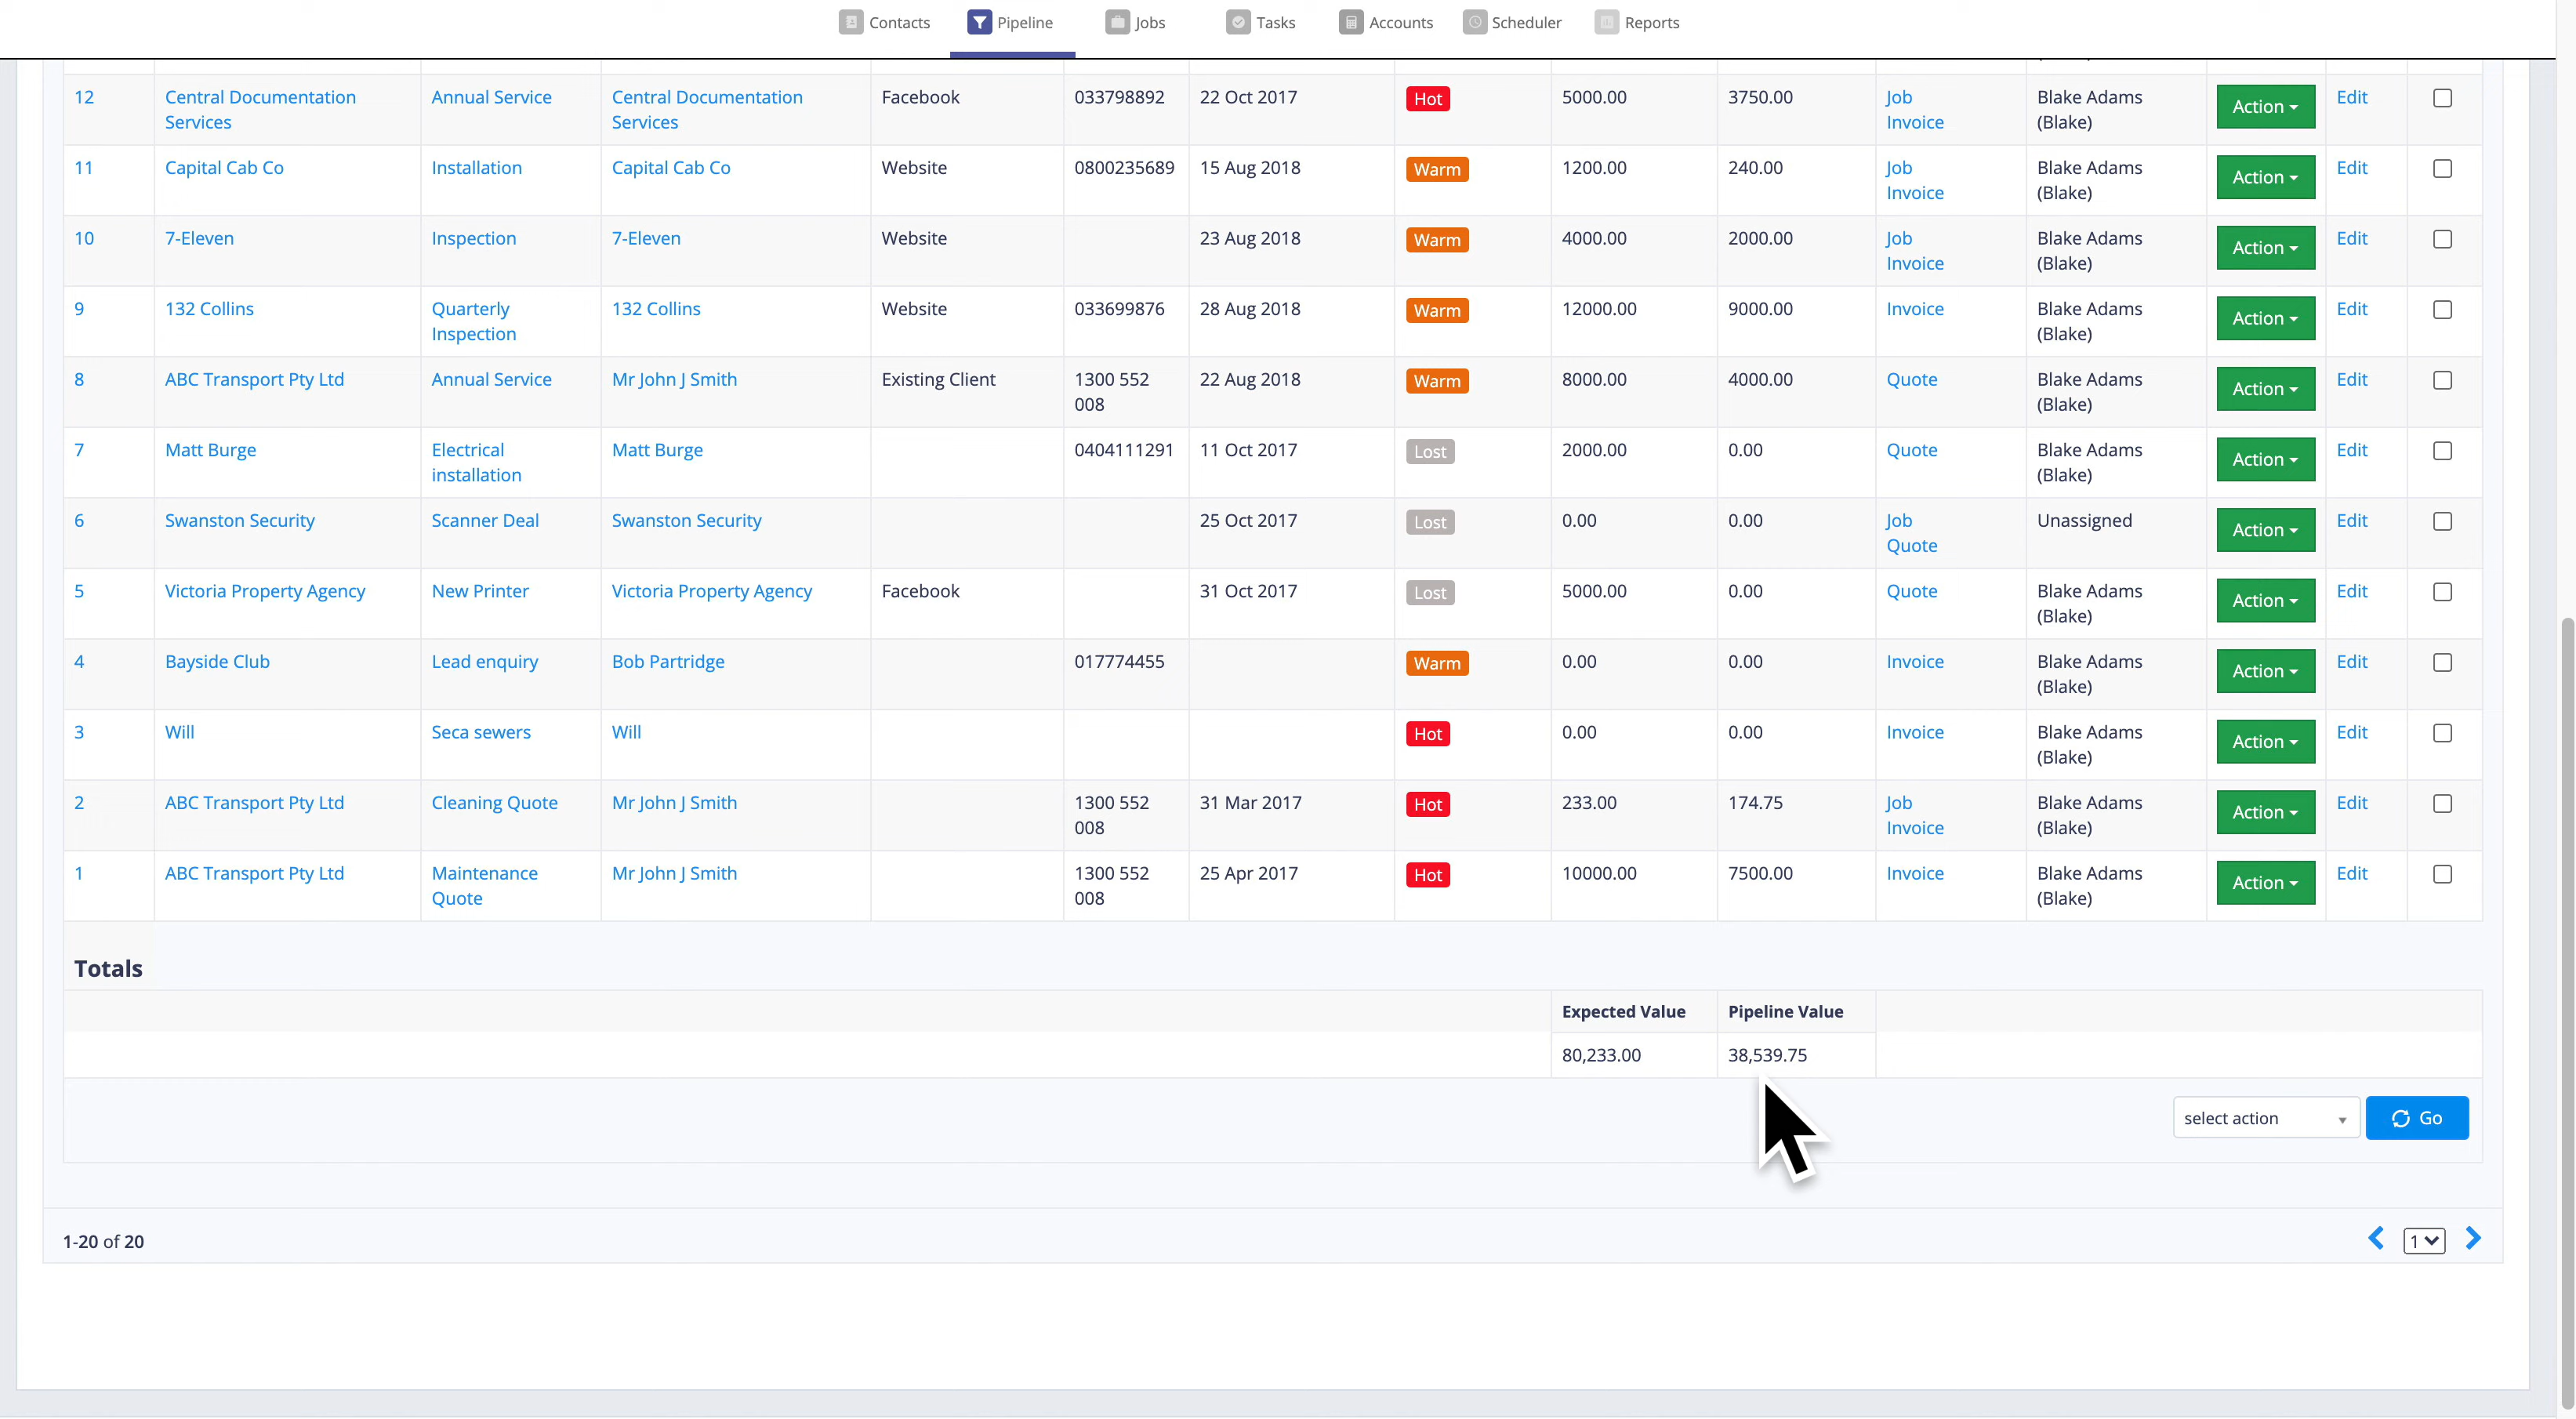 Contacts Pipeline Jobs Tasks Accounts Scheduler Reports
12 Central Documentation Annual Service Central Documentation Facebook 033798892 22 Oct 2017 Hot 5000.00 3750.00 Job Blake Adams Action Edit
Services Services Invoice (Blake)
11 Capital Cab Co Installation Capital Cab Co Website 0800235689 15 Aug 2018 Warm 1200.00 240.00 Job Blake Adams Action Edit
Invoice (Blake)
10 7-Eleven Inspection 7-Eleven Website 23 Aug 2018 Warm 4000.00 2000.00 Job Blake Adams Action Edit
Invoice (Blake)
9 132 Collins Quarterly 132 Collins Website 033699876 28 Aug 2018 Warm 12000.00 9000.00 Invoice Blake Adams Action Edit
Inspection (Blake)
8 ABC Transport Pty Ltd Annual Service Mr John J Smith Existing Client 1300 552 22 Aug 2018 Warm 8000.00 4000.00 Quote Blake Adams Action Edit
008 (Blake)
7 Matt Burge Electrical Matt Burge 0404111291 11 Oct 2017 Lost 2000.00 0.00 Quote Blake Adams Action Edit
installation (Blake)
6 Swanston Security Scanner Deal Swanston Security 25 Oct 2017 Lost 0.00 0.00 Job Unassigned Action Edit
Quote
5 Victoria Property Agency New Printer Victoria Property Agency Facebook 31 Oct 2017 Lost 5000.00 0.00 Quote Blake Adams Action Edit
(Blake)
4 Bayside Club Lead enquiry Bob Partridge 017774455 Warm 0.00 0.00 Invoice Blake Adams Action Edit
(Blake)
3 Will Seca sewers Will Hot 0.00 0.00 Invoice Blake Adams Action Edit
(Blake)
2 ABC Transport Pty Ltd Cleaning Quote Mr John J Smith 1300 552 31 Mar 2017 Hot 233.00 174.75 Job Blake Adams Action Edit
008 Invoice (Blake)
1 ABC Transport Pty Ltd Maintenance Mr John J Smith 1300 552 25 Apr 2017 Hot 10000.00 7500.00 Invoice Blake Adams Action Edit
Quote 008 (Blake)
Totals
Expected Value Pipeline Value
80,233.00 38,539.75
select action Go
1-20 of 20 1